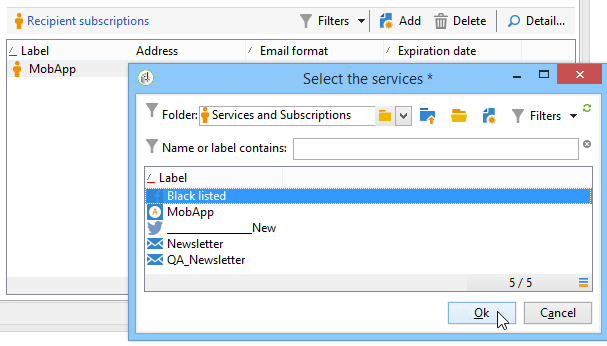 Recipient subscriptions Filters Add Delete Detail...
Label Address Email format Expiration date
MobApp
Select the services *
Folder: Services and Subscriptions Filters
Name or label contains:
Label
Black listed
MobApp
______________New
Newsletter
QA_Newsletter
5 / 5
Ok Cancel